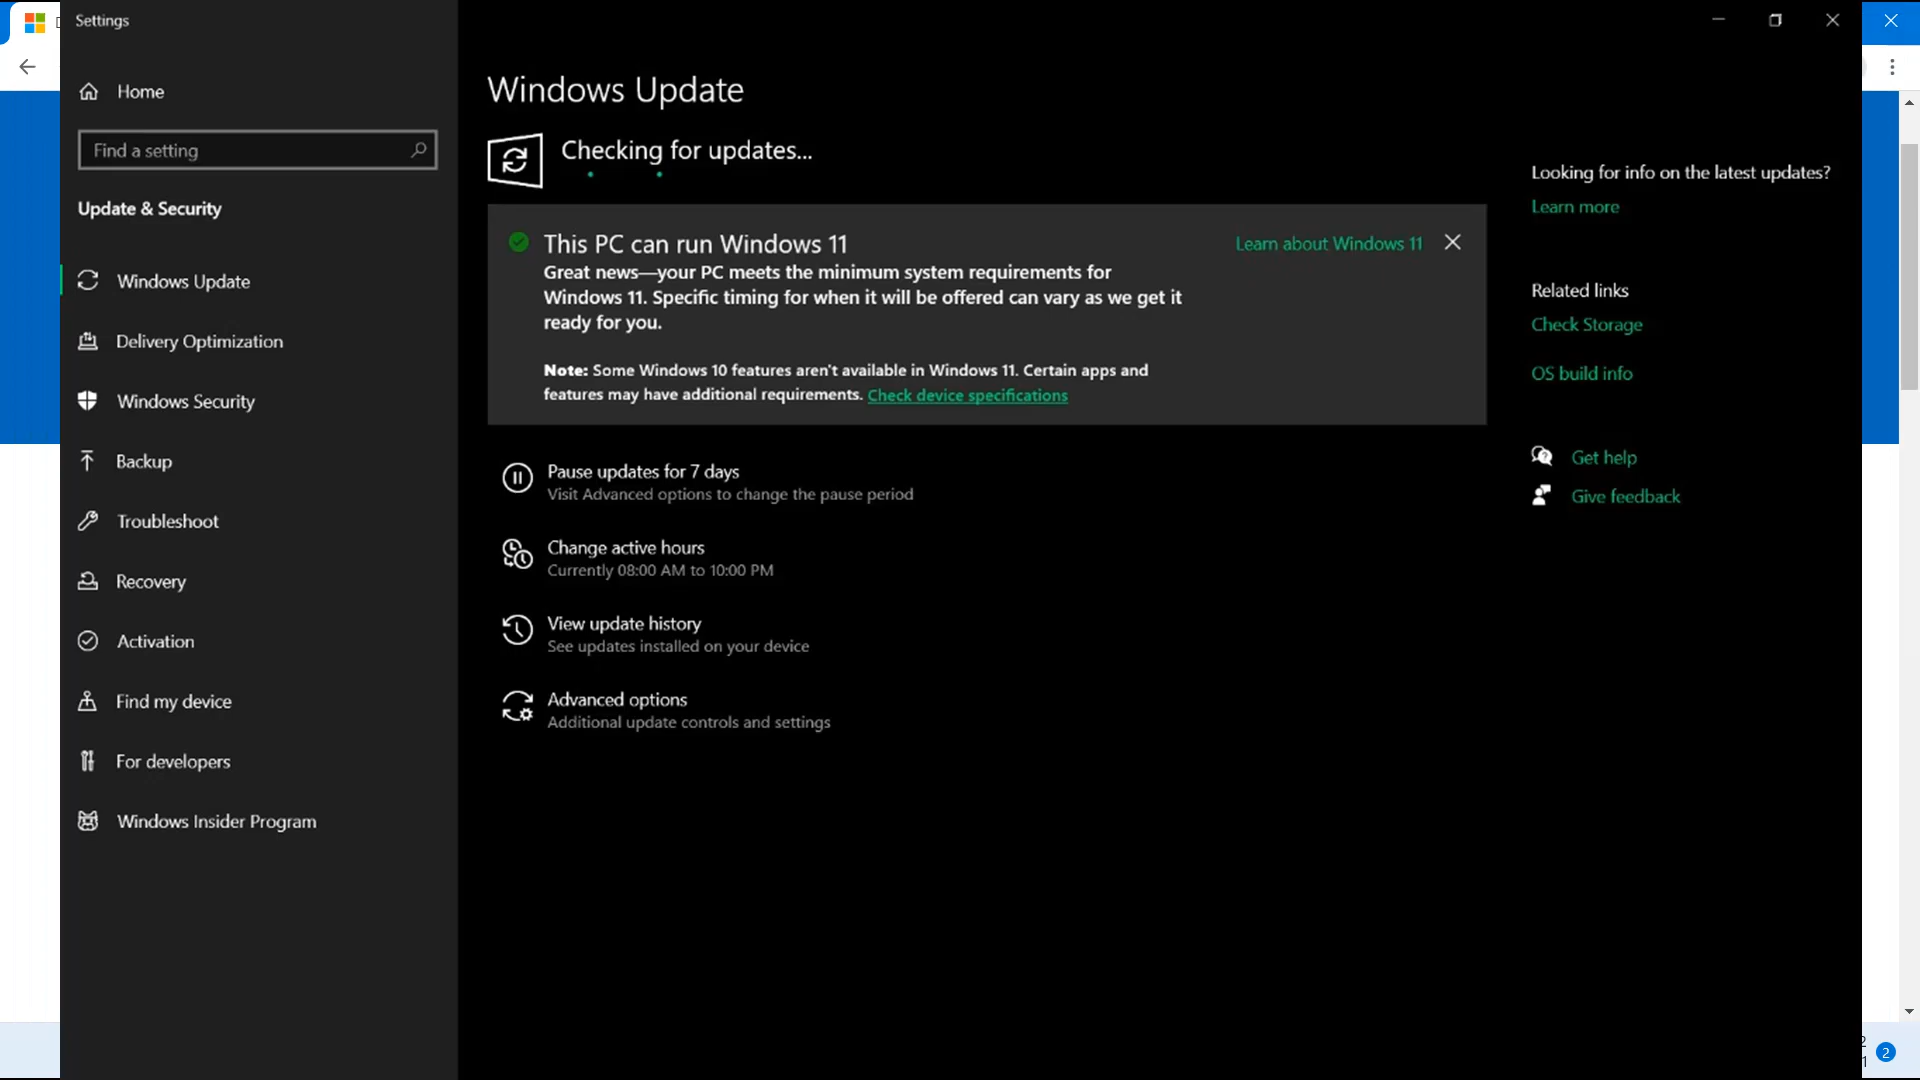 Settings
Home
Find a setting
Update & Security
Windows Update
Delivery Optimization
Windows Security
Backup
Troubleshoot
Recovery
Activation
Find my device
For developers
Windows Insider Program
Windows Update
Checking for updates...
This PC can run Windows 11
Learn about Windows 11
Great news—your PC meets the minimum system requirements for
Windows 11. Specific timing for when it will be offered can vary as we get it
ready for you.
Note: Some Windows 10 features aren't available in Windows 11. Certain apps and
features may have additional requirements. Check device specifications
Pause updates for 7 days
Visit Advanced options to change the pause period
Change active hours
Currently 08:00 AM to 10:00 PM
View update history
See updates installed on your device
Advanced options
Additional update controls and settings
Looking for info on the latest updates?
Learn more
Related links
Check Storage
OS build info
Get help
Give feedback
2